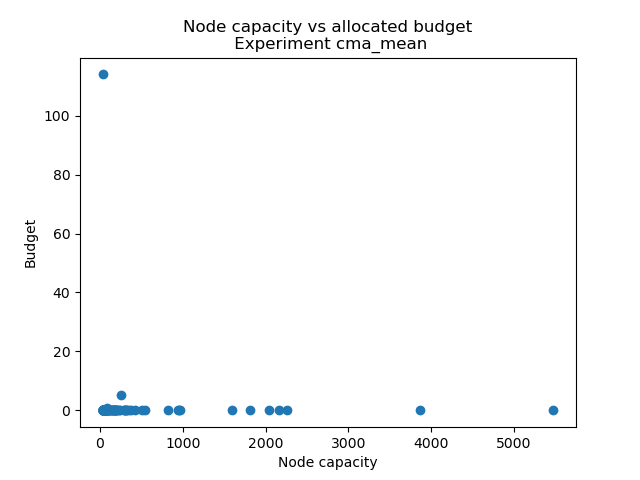 Node capacity vs allocated budget
Experiment cma_mean
100
80
60
40
20
0
Budget
0 1000 2000 3000 4000 5000
Node capacity